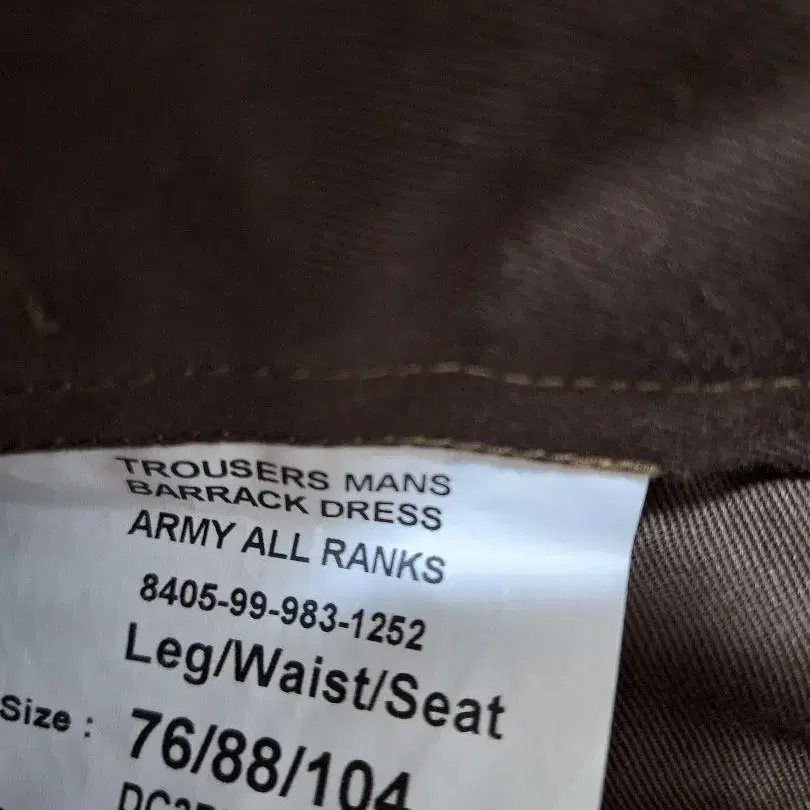 TROUSERS MANS
BARRACK DRESS
ARMY ALL RANKS
8405-99-983-1252
Leg/Waist/Seat
Size : 76/88/104